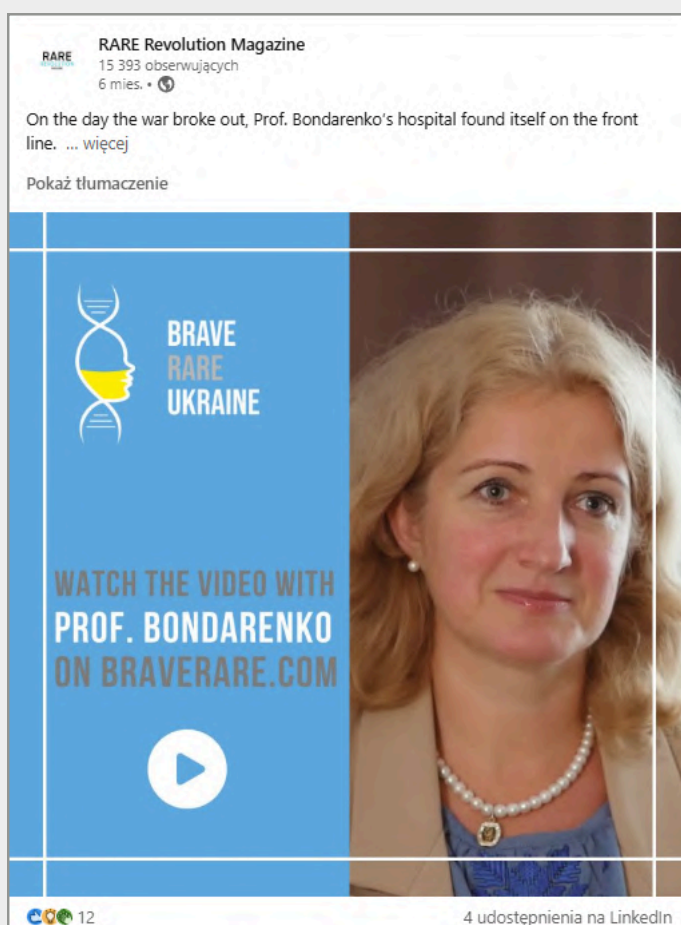 RARE
RARE Revolution Magazine
15 393 obserwujących
6 mies. •
On the day the war broke out, Prof. Bondarenko's hospital found itself on the front
line. ... więcej
Pokaż tłumaczenie
BRAVE
RARE
UKRAINE
WATCH THE VIDEO WITH
PROF. BONDARENKO
ON BRAVERARE.COM
12
4 udostępnienia na LinkedIn